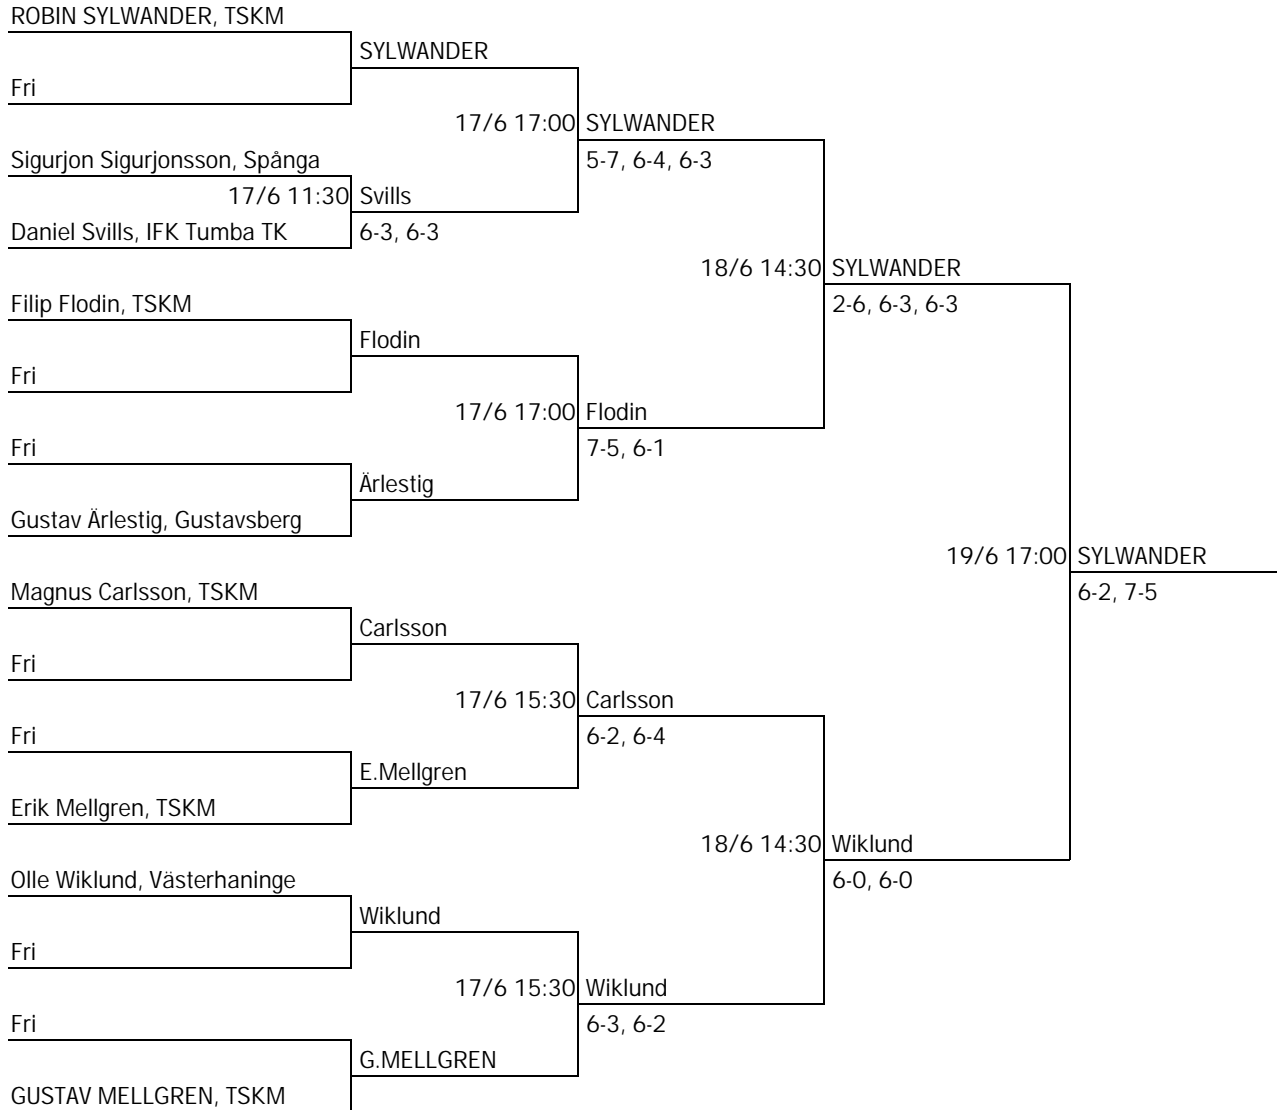 ROBIN SYLWANDER, TSKM
SYLWANDER
Fri
17/6 17:00 SYLWANDER
Sigurjon Sigurjonsson, Spånga
5-7, 6-4, 6-3
17/6 11:30 Svills
Daniel Svills, IFK Tumba TK
6-3, 6-3
18/6 14:30 SYLWANDER
Filip Flodin, TSKM
2-6, 6-3, 6-3
Flodin
Fri
17/6 17:00 Flodin
Fri
7-5, 6-1
Ärlestig
Gustav Ärlestig, Gustavsberg
19/6 17:00 SYLWANDER
Magnus Carlsson, TSKM
6-2, 7-5
Carlsson
Fri
17/6 15:30 Carlsson
Fri
6-2, 6-4
E.Mellgren
Erik Mellgren, TSKM
18/6 14:30 Wiklund
Olle Wiklund, Västerhaninge
6-0, 6-0
Wiklund
Fri
17/6 15:30 Wiklund
Fri
6-3, 6-2
G.MELLGREN
GUSTAV MELLGREN, TSKM